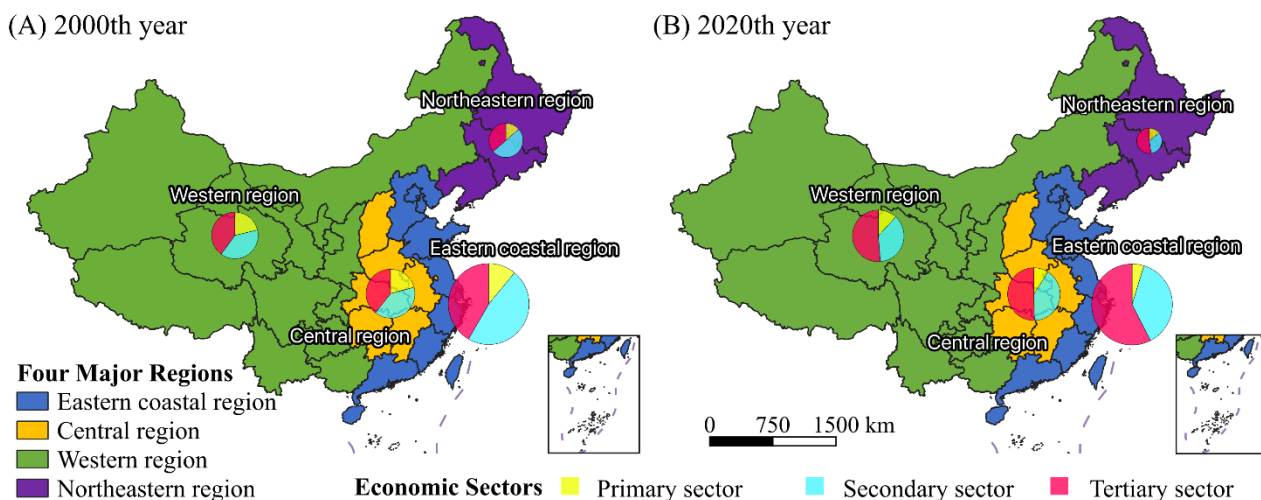 (A) 2000th year
(B) 2020th year
Northeastern region
Western region
Eastern coastal region
Central region
Northeastern region
Western region
Eastern coastal region
Central region
Four Major Regions
Eastern coastal region
Central region
Western region
Northeastern region
0 750 1500 km
Economic Sectors Primary sector Secondary sector Tertiary sector